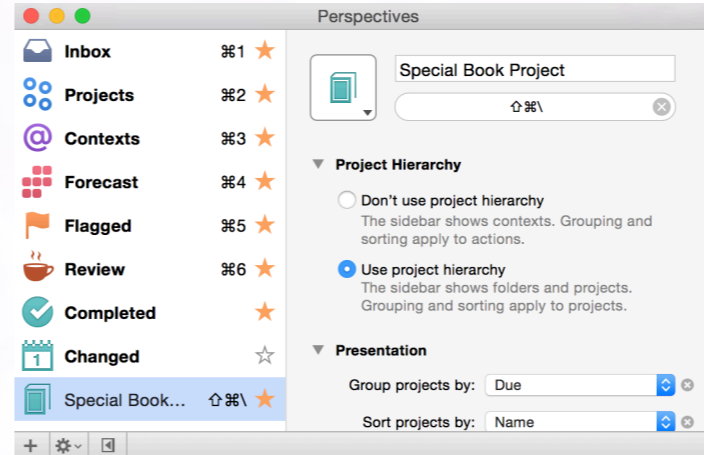 Perspectives
Inbox ⌘1
Projects ⌘2
Contexts ⌘3
Forecast ⌘4
Flagged ⌘5
Review ⌘6
Completed
1 Changed
Special Book... ⇧⌘\
Special Book Project
⇧⌘\
Project Hierarchy
Don't use project hierarchy
The sidebar shows contexts. Grouping and
sorting apply to actions.
Use project hierarchy
The sidebar shows folders and projects.
Grouping and sorting apply to projects.
Presentation
Group projects by: Due
Sort projects by: Name